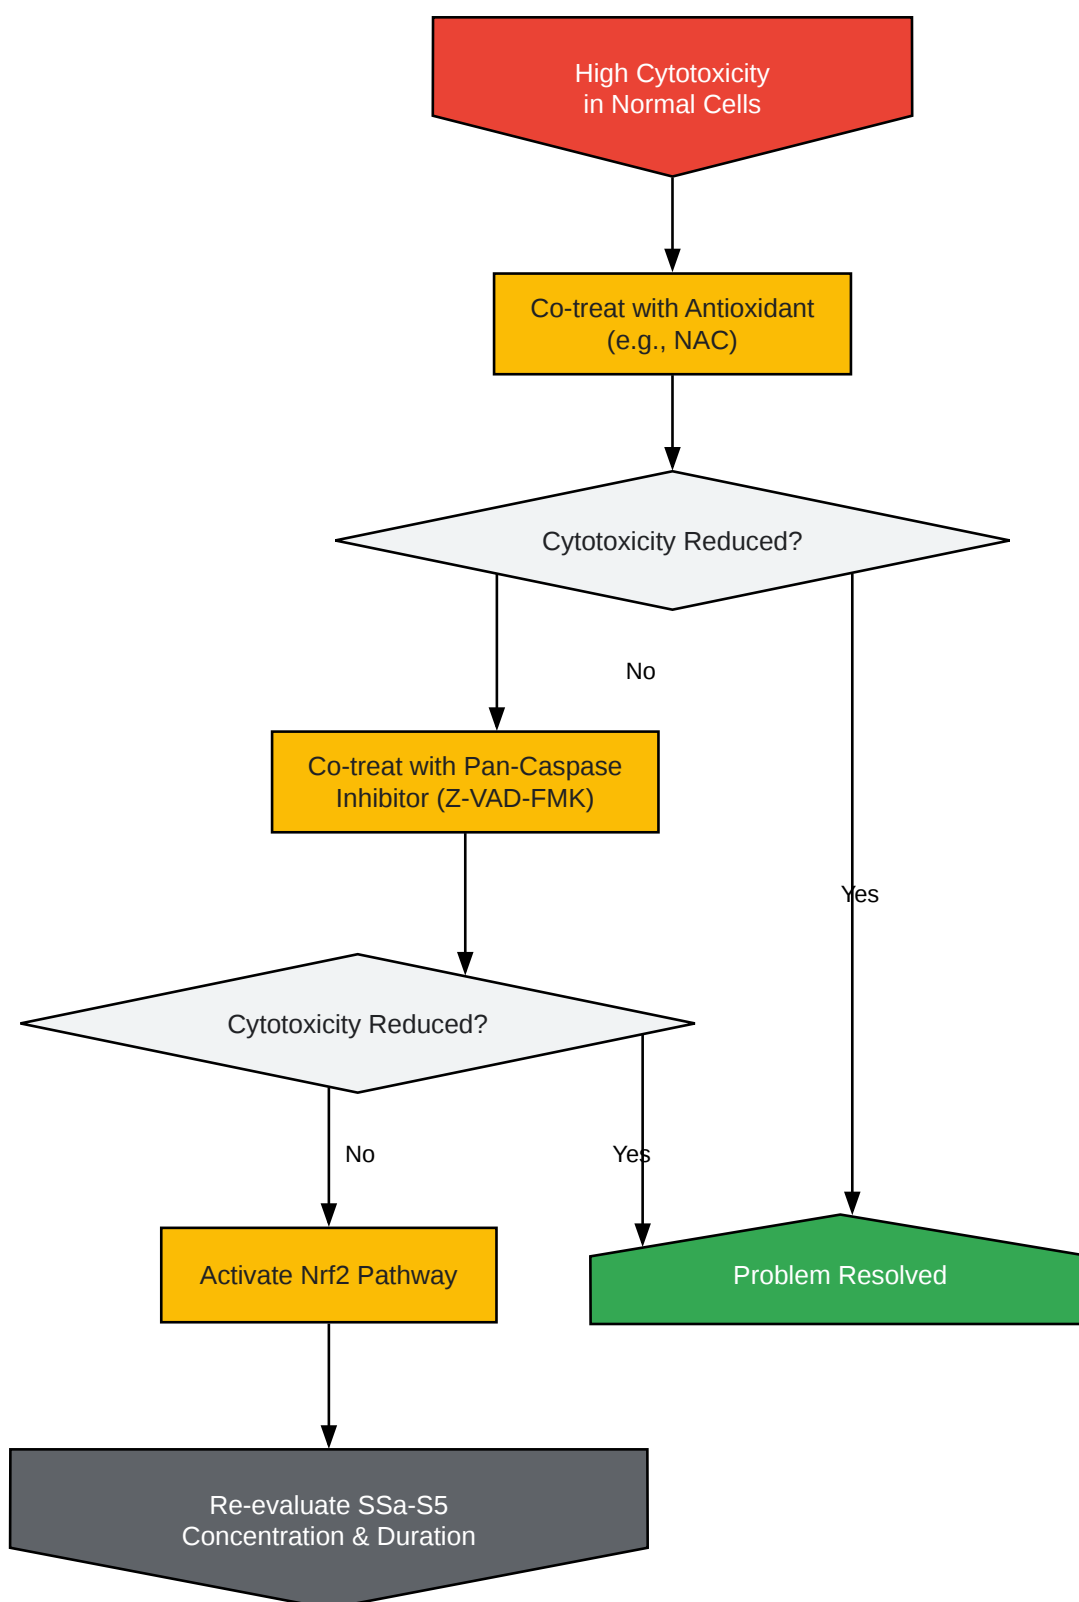 High Cytotoxicity
in Normal Cells
Co-treat with Antioxidant
(e.g., NAC)
Cytotoxicity Reduced?
No
Co-treat with Pan-Caspase
Inhibitor (Z-VAD-FMK)
Yes
Cytotoxicity Reduced?
No
Yes
Activate Nrf2 Pathway
Problem Resolved
Re-evaluate SSa-S5
Concentration & Duration